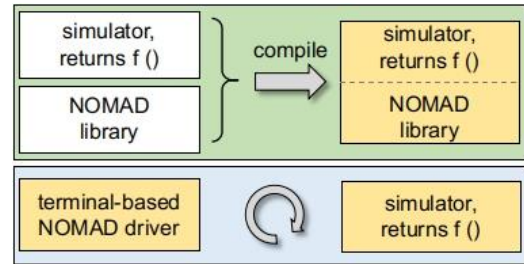 simulator,
returns f ()
NOMAD
library
compile
simulator,
returns f ()
NOMAD
library
terminal-based
NOMAD driver
simulator,
returns f ()